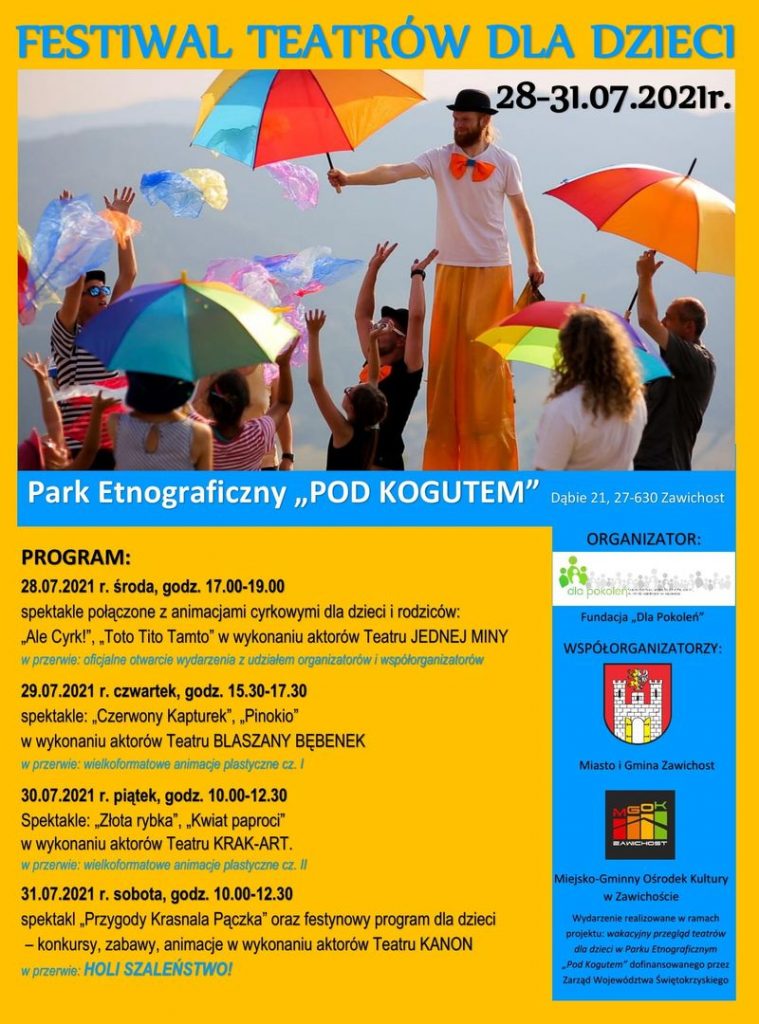 FESTIWAL TEATRÓW DLA DZIECI
28-31.07.2021r.
Park Etnograficzny „POD KOGUTEM” Dąbie 21, 27-630 Zawichost
PROGRAM:
28.07.2021 r. środa, godz. 17.00-19.00
spektakle połączone z animacjami cyrkowymi dla dzieci i rodziców:
„Ale Cyrk!”, „Toto Tito Tamto” w wykonaniu aktorów Teatru JEDNEJ MINY
w przerwie: oficjalne otwarcie wydarzenia z udziałem organizatorów i współorganizatorów
29.07.2021 r. czwartek, godz. 15.30-17.30
spektakle: „Czerwony Kapturek”, „Pinokio”
w wykonaniu aktorów Teatru BLASZANY BĘBENEK
w przerwie: wielkoformatowe animacje plastyczne cz. I
30.07.2021 r. piątek, godz. 10.00-12.30
Spektakle: „Złota rybka”, „Kwiat paproci”
w wykonaniu aktorów Teatru KRAK-ART.
w przerwie: wielkoformatowe animacje plastyczne cz. II
31.07.2021 r. sobota, godz. 10.00-12.30
spektakl „Przygody Krasnala Pączka” oraz festynowy program dla dzieci
– konkursy, zabawy, animacje w wykonaniu aktorów Teatru KANON
w przerwie: HOLI SZALEŃSTWO!
ORGANIZATOR:
dla pokoleń
Fundacja „Dla Pokoleń”
WSPÓŁORGANIZATORZY:
Miasto i Gmina Zawichost
MGOK
ZAWICHOST
Miejsko-Gminny Ośrodek Kultury
w Zawichoście
Wydarzenie realizowane w ramach
projektu: wakacyjny przegląd teatrów
dla dzieci w Parku Etnograficznym
„Pod Kogutem” dofinansowanego przez
Zarząd Województwa Świętokrzyskiego